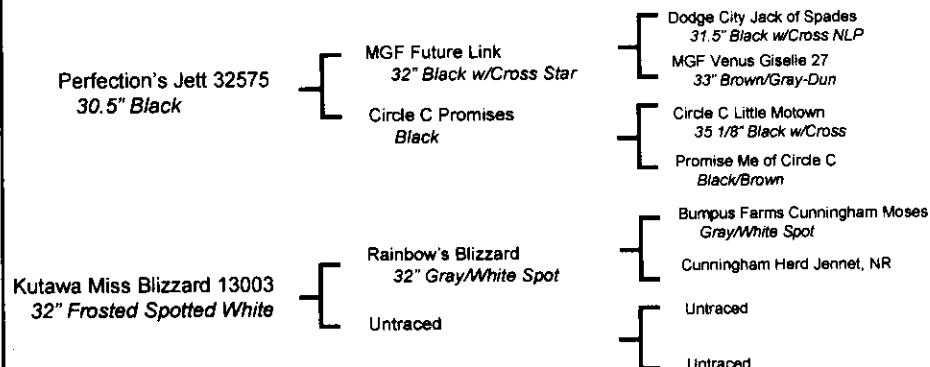 Dodge City Jack of Spades
31.5" Black w/Cross NLP
MGF Future Link
32" Black w/Cross Star
MGF Venus Giselle 27
33" Brown/Gray-Dun
Perfection's Jett 32575
30.5" Black
Circle C Promises
Black
Circle C Little Motown
35 1/8" Black w/Cross
Promise Me of Circle C
Black/Brown
Bumpus Farms Cunningham Moses
Gray/White Spot
Rainbow's Blizzard
32" Gray/White Spot
Cunningham Herd Jennet, NR
Kutawa Miss Blizzard 13003
32" Frosted Spotted White
Untraced
Untraced
Untraced